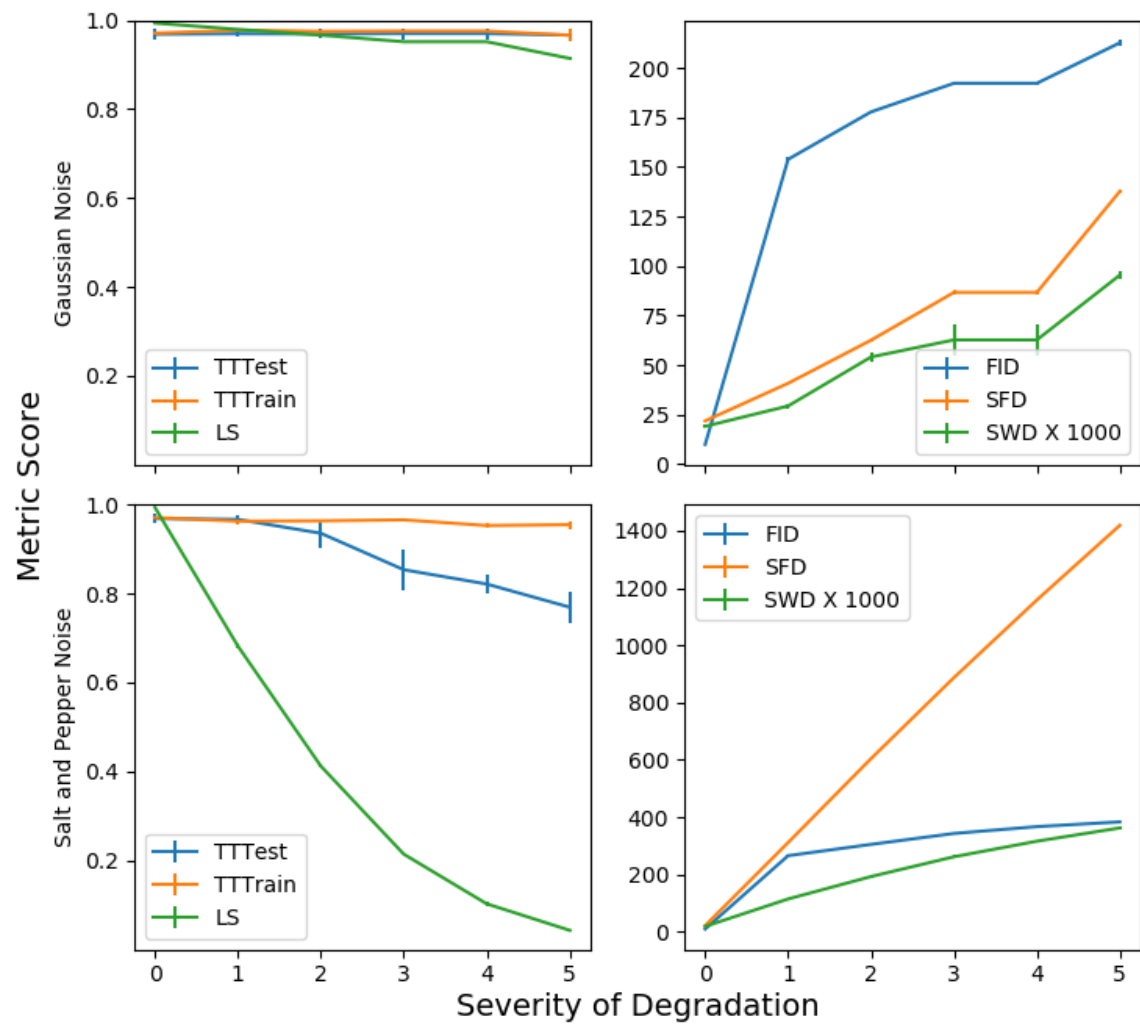 Metric Score
Gaussian Noise
1.0
0.8
0.6
0.4
0.2
TTTest
TTTrain
LS
200
175
150
125
100
75
50
25
0
FID
SFD
SWD X 1000
Salt and Pepper Noise
1.0
0.8
0.6
0.4
0.2
TTTest
TTTrain
LS
0 1 2 3 4 5
1400
1200
1000
800
600
400
200
0
FID
SFD
SWD X 1000
0 1 2 3 4 5
Severity of Degradation